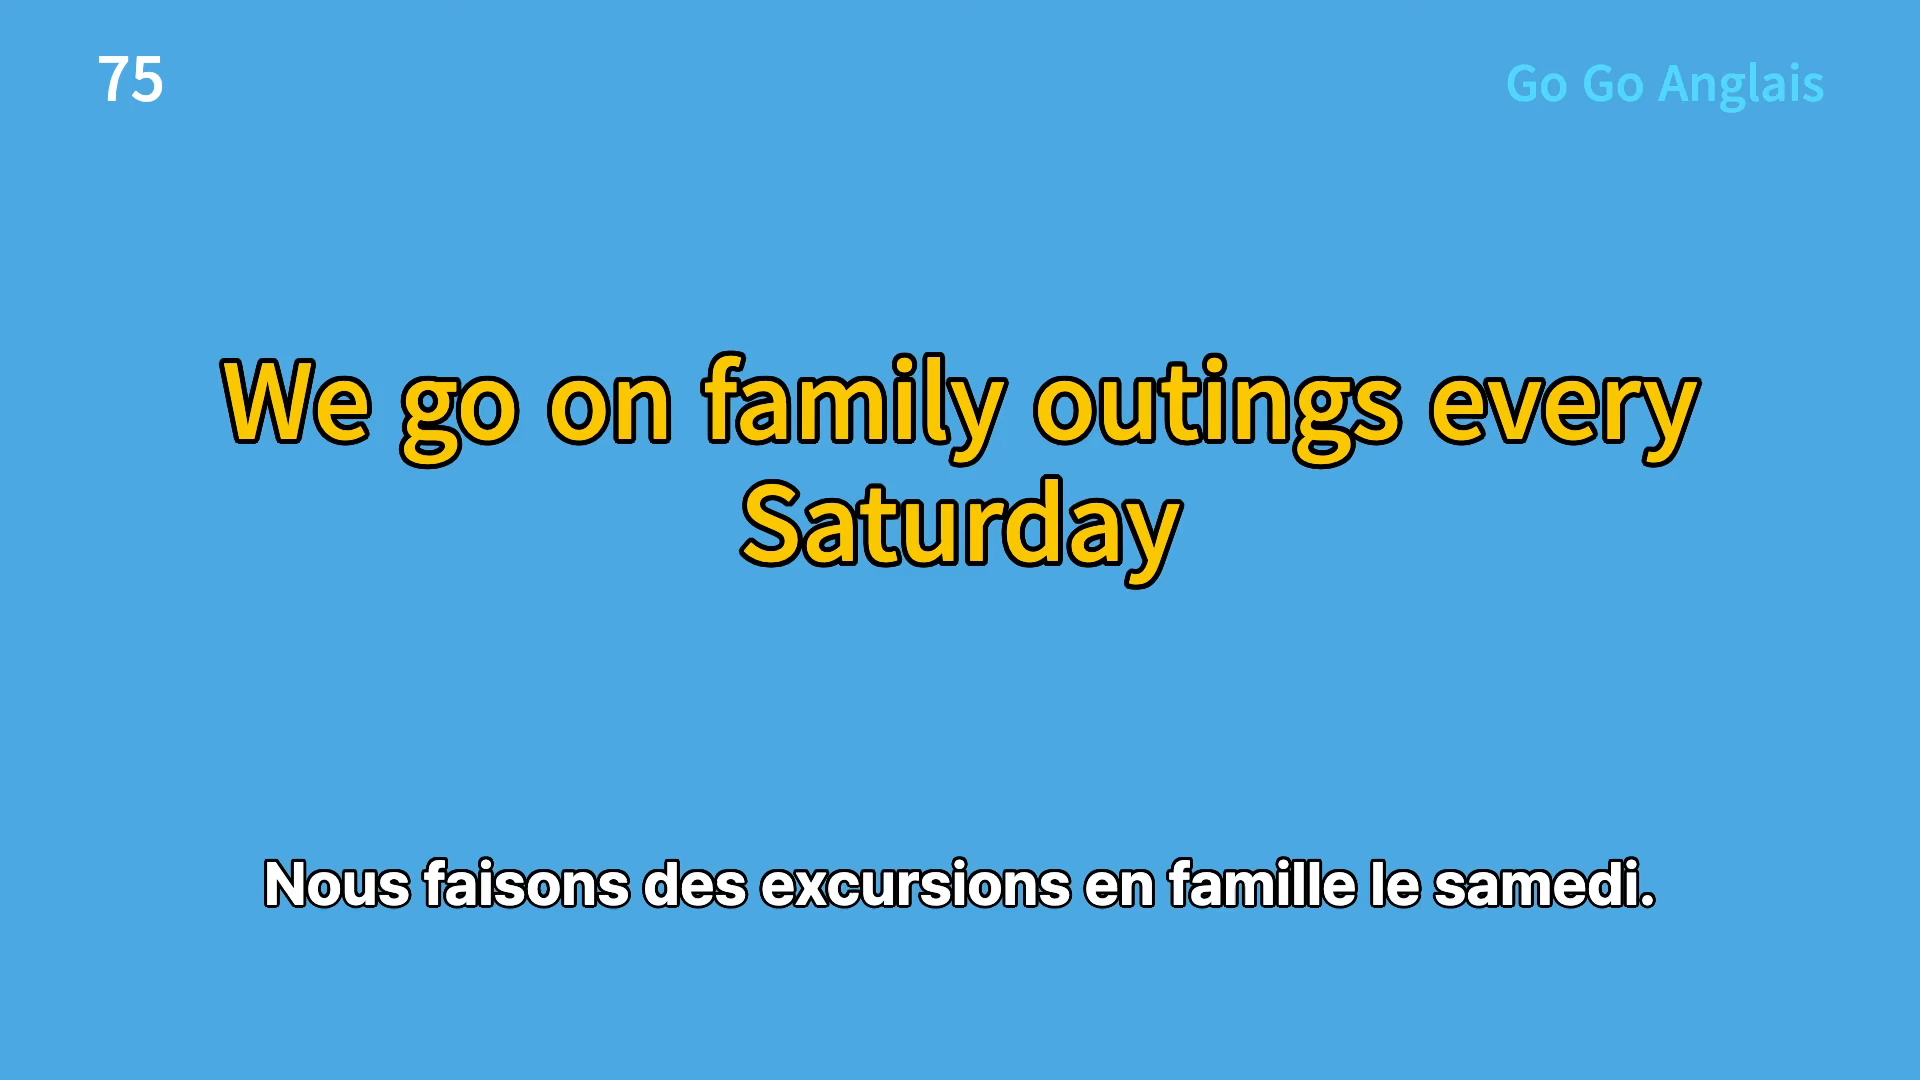 75
Go Go Anglais
We go on family outings every
Saturday
Nous faisons des excursions en famille le samedi.